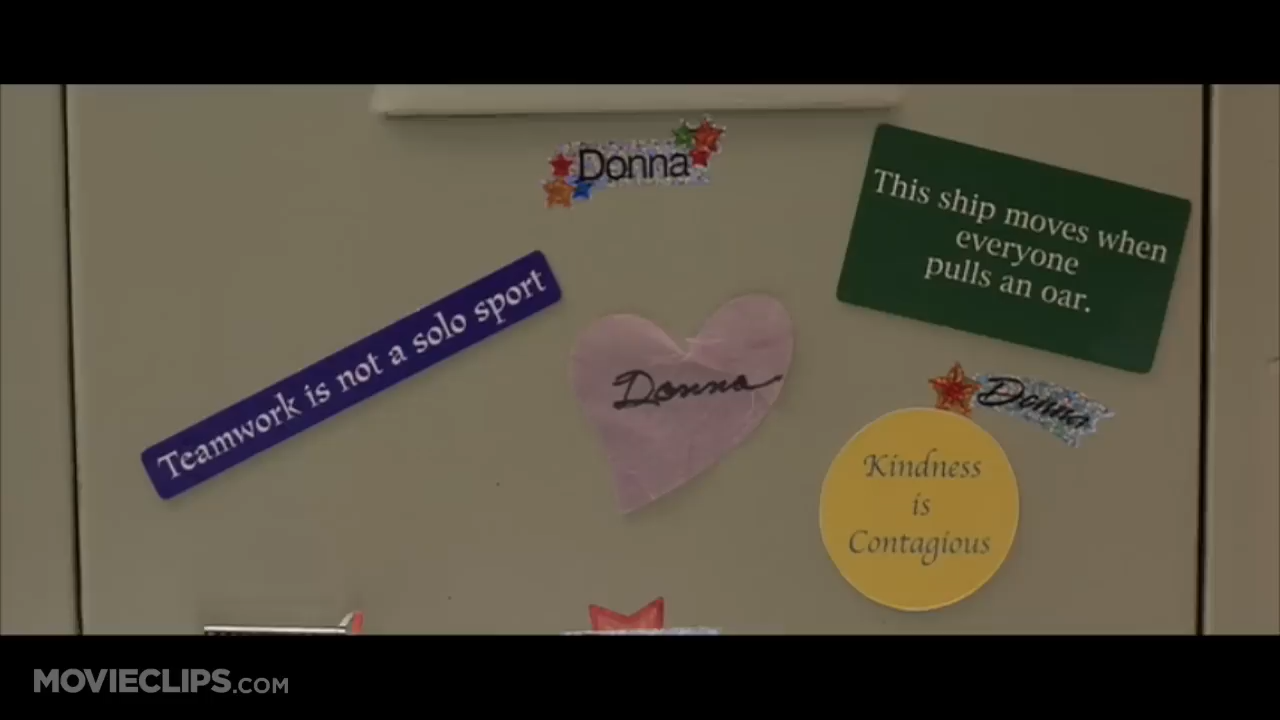 Donna
This ship moves when
everyone
pulls an oar.
Teamwork is not a solo sport
Donna
Donna
Kindness
is
Contagious
MOVIECLIPS.COM